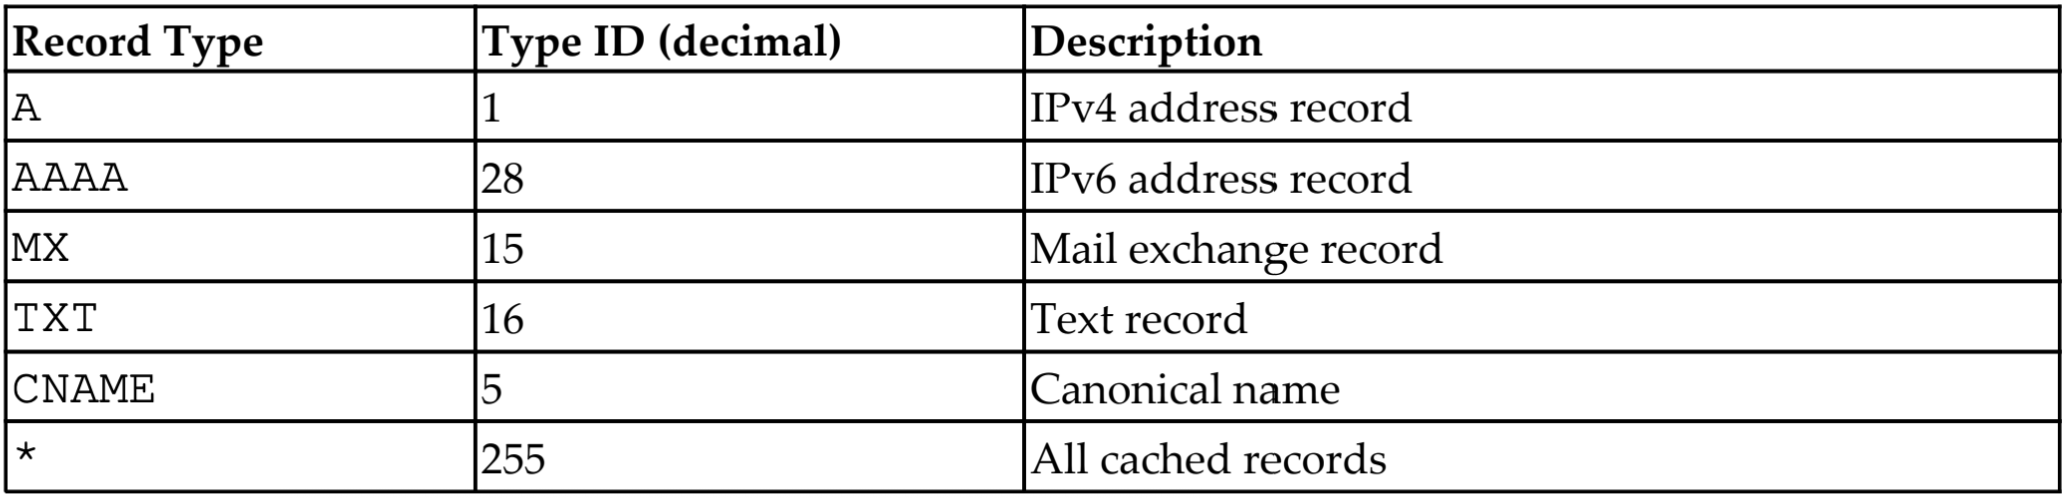 Record Type Type ID (decimal) Description
A 1 IPv4 address record
AAAA 28 IPv6 address record
MX 15 Mail exchange record
TXT 16 Text record
CNAME 5 Canonical name
* 255 All cached records